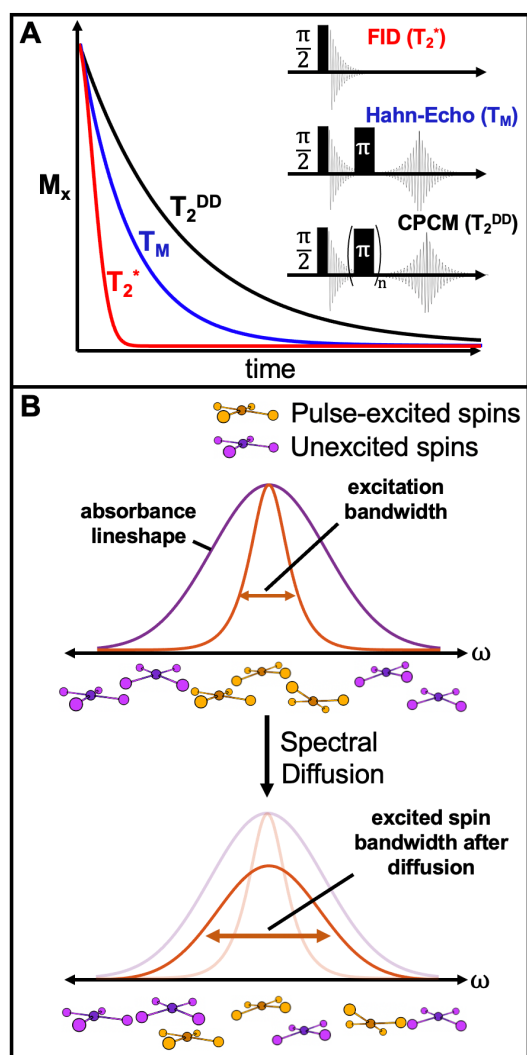 A
π
2
FID (T2*)
Hahn-Echo (TM)
π
2
π
CPCM (T2DD)
π
2
(π)n
Mx
T2DD
TM
T2*
time
B
Pulse-excited spins
Unexcited spins
absorbance
lineshape
excitation
bandwidth
ω
Spectral
Diffusion
excited spin
bandwidth after
diffusion
ω